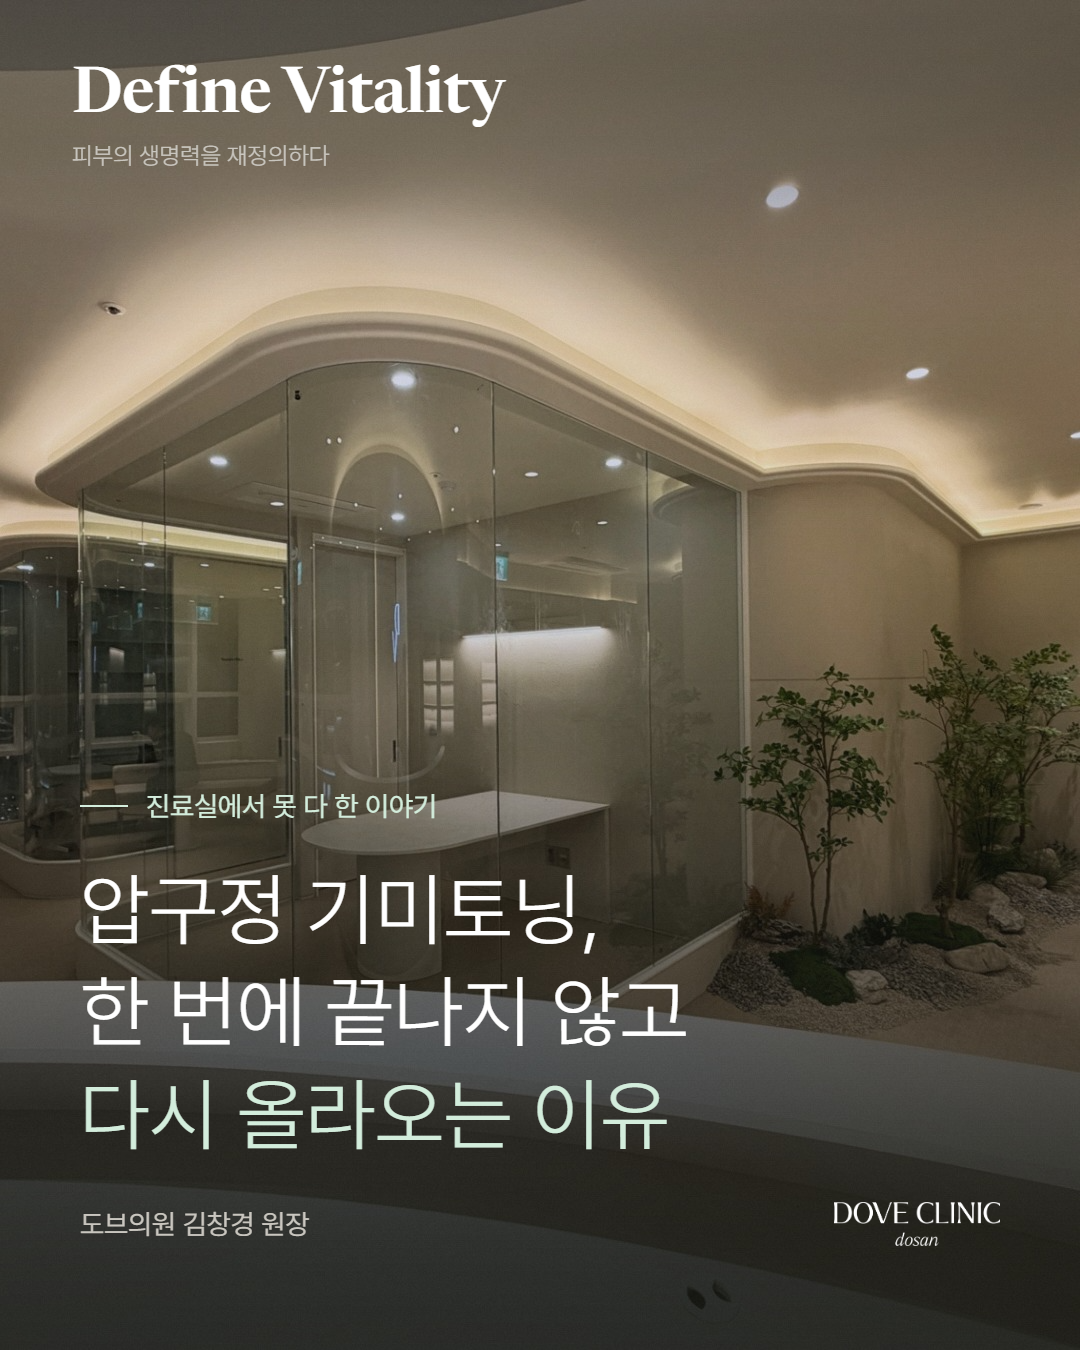 Define Vitality
피부의 생명력을 재정의하다
진료실에서 못 다 한 이야기
압구정 기미토닝,
한 번에 끝나지 않고
다시 올라오는 이유
도브의원 김창경 원장
DOVE CLINIC
dosan